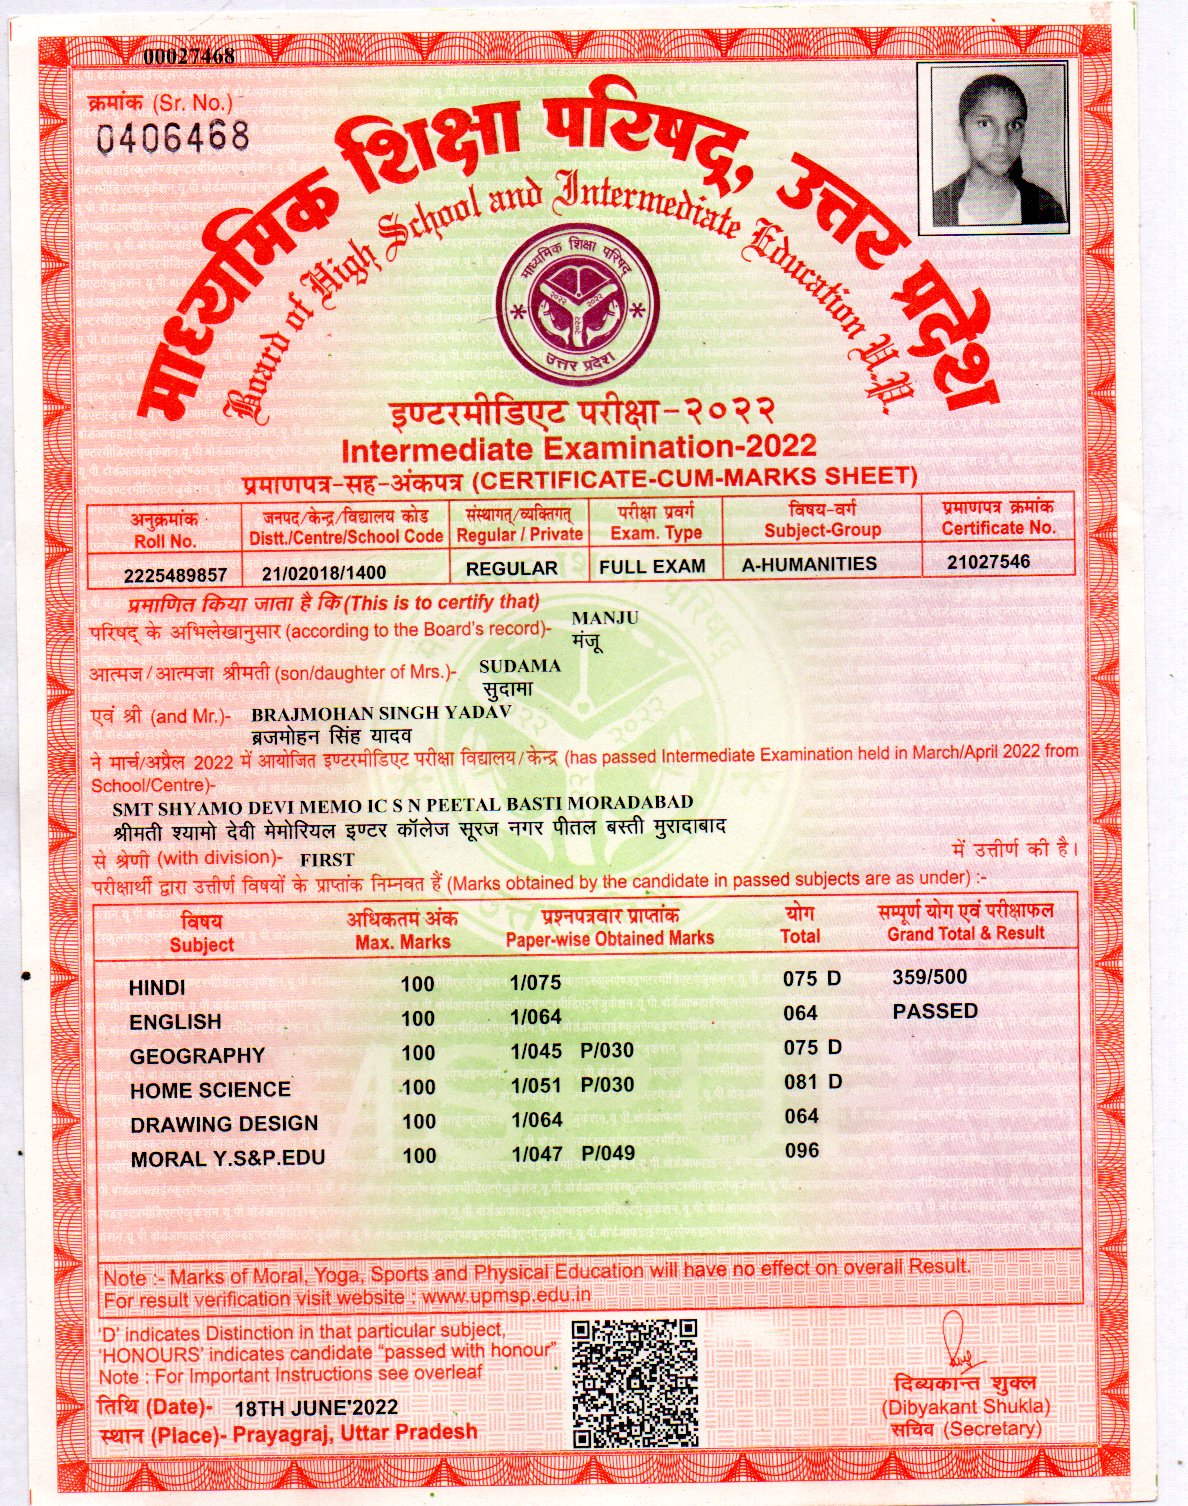 00027468
क्रमांक (Sr. No.)
0406468
माध्यमिक शिक्षा परिषद्, उत्तर प्रदेश
Board of High School and Intermediate Education U.P.
माध्यमिक शिक्षा परिषद
२०२२ २०२२
२०२२
उत्तर प्रदेश
इण्टरमीडिएट परीक्षा-२०२२
Intermediate Examination-2022
प्रमाणपत्र-सह-अंकपत्र (CERTIFICATE-CUM-MARKS SHEET)
अनुक्रमांक जनपद/केन्द्र/विद्यालय कोड संस्थागत्/व्यक्तिगत् परीक्षा प्रवर्ग विषय-वर्ग प्रमाणपत्र क्रमांक
Roll No. Distt./Centre/School Code Regular / Private Exam. Type Subject-Group Certificate No.
2225489857 21/02018/1400 REGULAR FULL EXAM A-HUMANITIES 21027546
प्रमाणित किया जाता है कि (This is to certify that)
परिषद् के अभिलेखानुसार (according to the Board's record)- MANJU
मंजू
आत्मज/आत्मजा श्रीमती (son/daughter of Mrs.)- SUDAMA
सुदामा
एवं श्री (and Mr.)- BRAJMOHAN SINGH YADAV
ब्रजमोहन सिंह यादव
ने मार्च/अप्रैल 2022 में आयोजित इण्टरमीडिएट परीक्षा विद्यालय/केन्द्र (has passed Intermediate Examination held in March/April 2022 from
School/Centre)-
SMT SHYAMO DEVI MEMO IC S N PEETAL BASTI MORADABAD
श्रीमती श्यामो देवी मेमोरियल इण्टर कॉलेज सूरज नगर पीतल बस्ती मुरादाबाद
से श्रेणी (with division)- FIRST में उत्तीर्ण की है।
परीक्षार्थी द्वारा उत्तीर्ण विषयों के प्राप्तांक निम्नवत हैं (Marks obtained by the candidate in passed subjects are as under) :-
विषय अधिकतम अंक प्रश्नपत्रवार प्राप्तांक योग सम्पूर्ण योग एवं परीक्षाफल
Subject Max. Marks Paper-wise Obtained Marks Total Grand Total & Result
HINDI 100 1/075 075 D 359/500
ENGLISH 100 1/064 064 PASSED
GEOGRAPHY 100 1/045 P/030 075 D
HOME SCIENCE 100 1/051 P/030 081 D
DRAWING DESIGN 100 1/064 064
MORAL Y.S&P.EDU 100 1/047 P/049 096
Note :- Marks of Moral, Yoga, Sports and Physical Education will have no effect on overall Result.
For result verification visit website : www.upmsp.edu.in
'D' indicates Distinction in that particular subject,
'HONOURS' indicates candidate "passed with honour"
Note : For Important Instructions see overleaf
तिथि (Date)- 18TH JUNE'2022
स्थान (Place)- Prayagraj, Uttar Pradesh
दिव्यकान्त शुक्ल
(Dibyakant Shukla)
सचिव (Secretary)